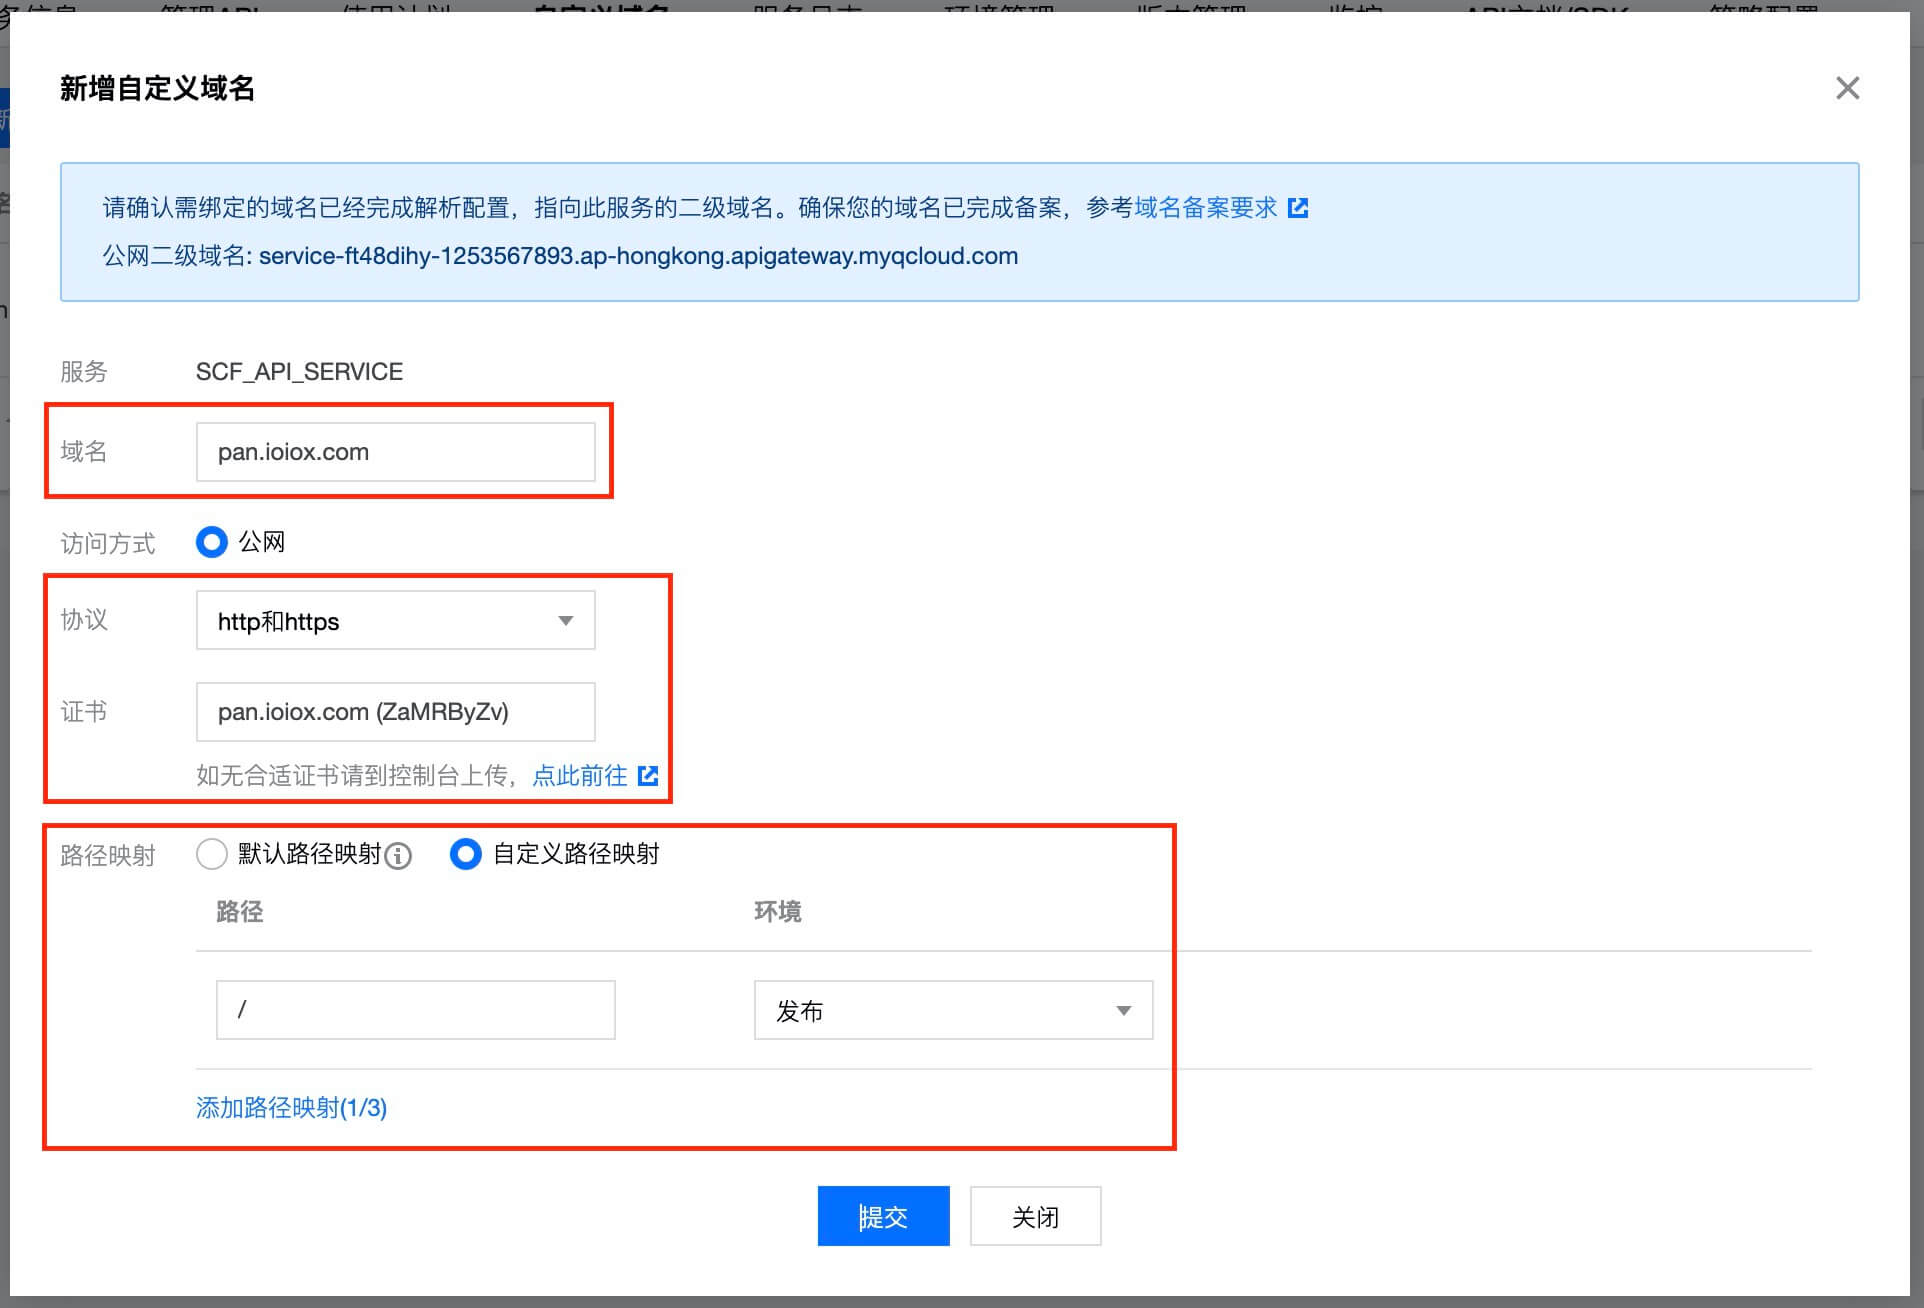 新增自定义域名
请确认需绑定的域名已经完成解析配置，指向此服务的二级域名。确保您的域名已完成备案，参考域名备案要求
公网二级域名: service-ft48dihy-1253567893.ap-hongkong.apigateway.myqcloud.com
服务 SCF_API_SERVICE
域名 pan.ioiox.com
访问方式 公网
协议 http和https
证书 pan.ioiox.com (ZaMRByZv)
如无合适证书请到控制台上传，点此前往
路径映射 默认路径映射 自定义路径映射
路径 环境
/ 发布
添加路径映射(1/3)
提交 关闭